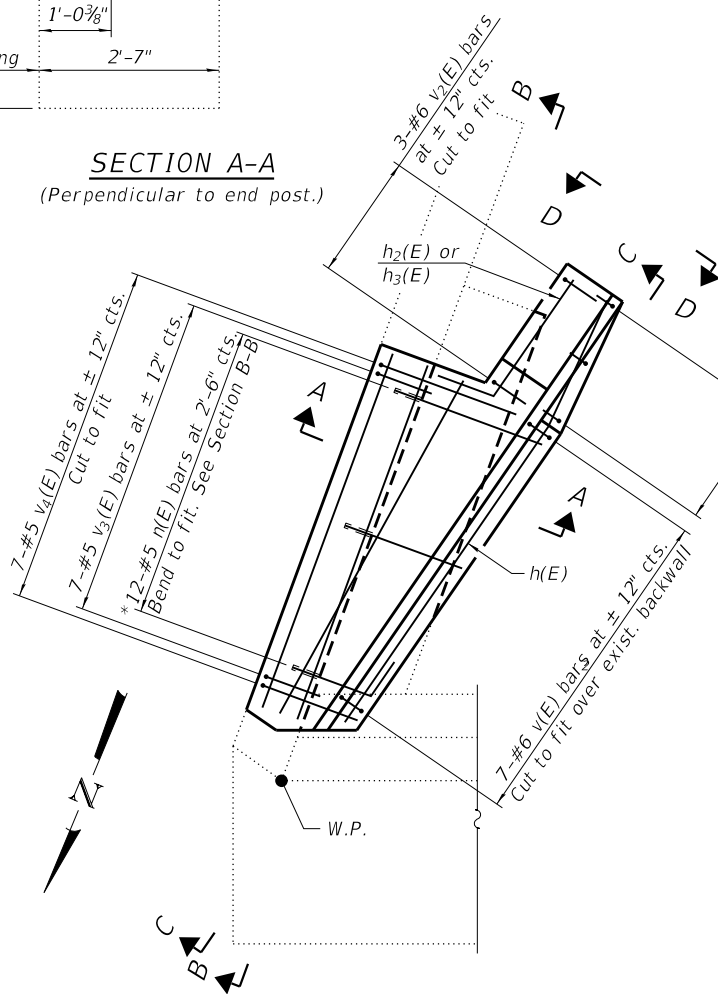 1'-0⅜"
ng
2'-7"
SECTION A-A
(Perpendicular to end post.)
3-#6 v₂(E) bars
at ± 12" cts.
Cut to fit
B
D
C
D
h₂(E) or
h₃(E)
A
7-#5 v₄(E) bars at ± 12" cts.
Cut to fit
7-#5 v₃(E) bars at ± 12" cts.
*12-#5 n(E) bars at 2'-6" cts.
Bend to fit. See Section B-B
A
h(E)
7-#6 v(E) bars at ± 12" cts.
Cut to fit over exist. backwall
N
W.P.
C
B